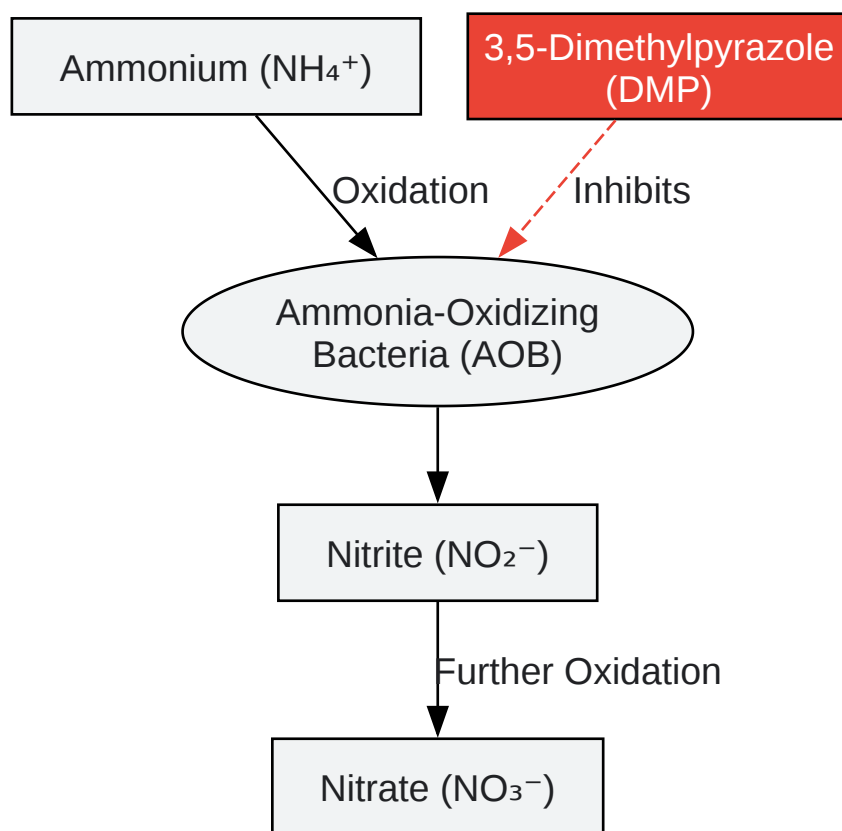 Ammonium (NH₄⁺)
3,5-Dimethylpyrazole
(DMP)
Oxidation
Inhibits
Ammonia-Oxidizing
Bacteria (AOB)
Nitrite (NO₂⁻)
Further Oxidation
Nitrate (NO₃⁻)